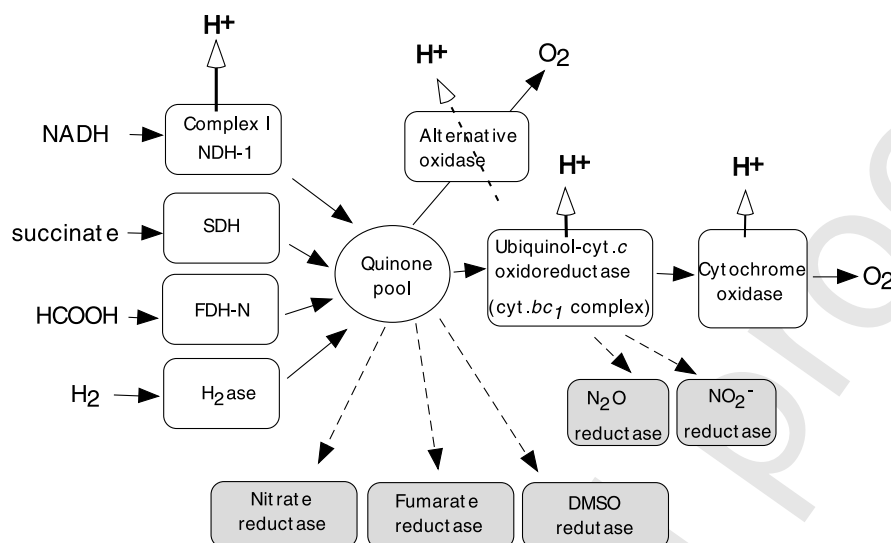 H+
H+
O2
NADH
Complex I
NDH-1
Alternative
oxidase
H+
H+
succinate
SDH
Quinone
pool
Ubiquinol-cyt.c
oxidoreductase
(cyt.bc1 complex)
Cytochrome
oxidase
O2
HCOOH
FDH-N
H2
H2ase
N2O
reductase
NO2-
reductase
Nitrate
reductase
Fumarate
reductase
DMSO
redutase
proo